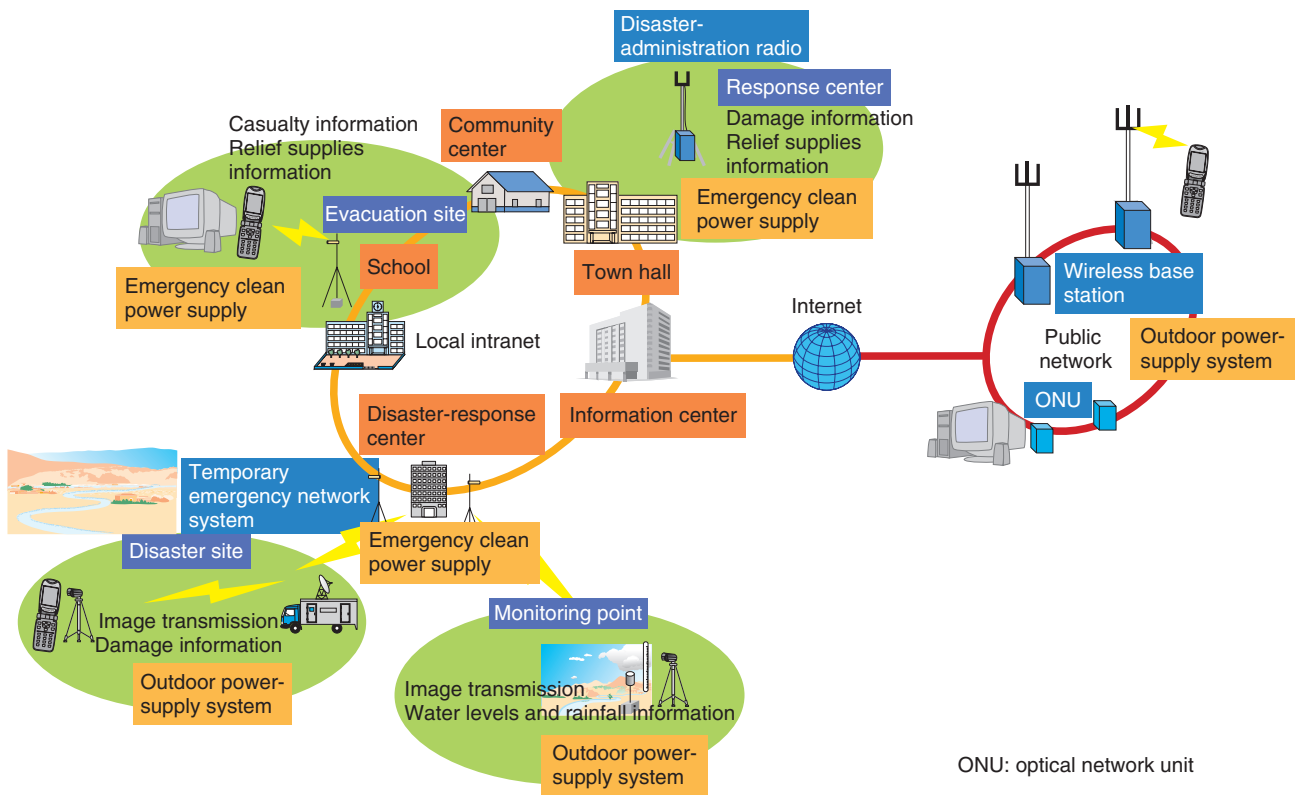 Disaster-
administration radio
Response center
Damage information
Relief supplies
information
Emergency clean
power supply
Community
center
Casualty information
Relief supplies
information
Evacuation site
School
Emergency clean
power supply
Town hall
Local intranet
Internet
Wireless base
station
Public
network
Outdoor power-
supply system
ONU
Disaster-response
center
Information center
Temporary
emergency network
system
Emergency clean
power supply
Disaster site
Image transmission
Damage information
Outdoor power-
supply system
Monitoring point
Image transmission
Water levels and rainfall information
Outdoor power-
supply system
ONU: optical network unit